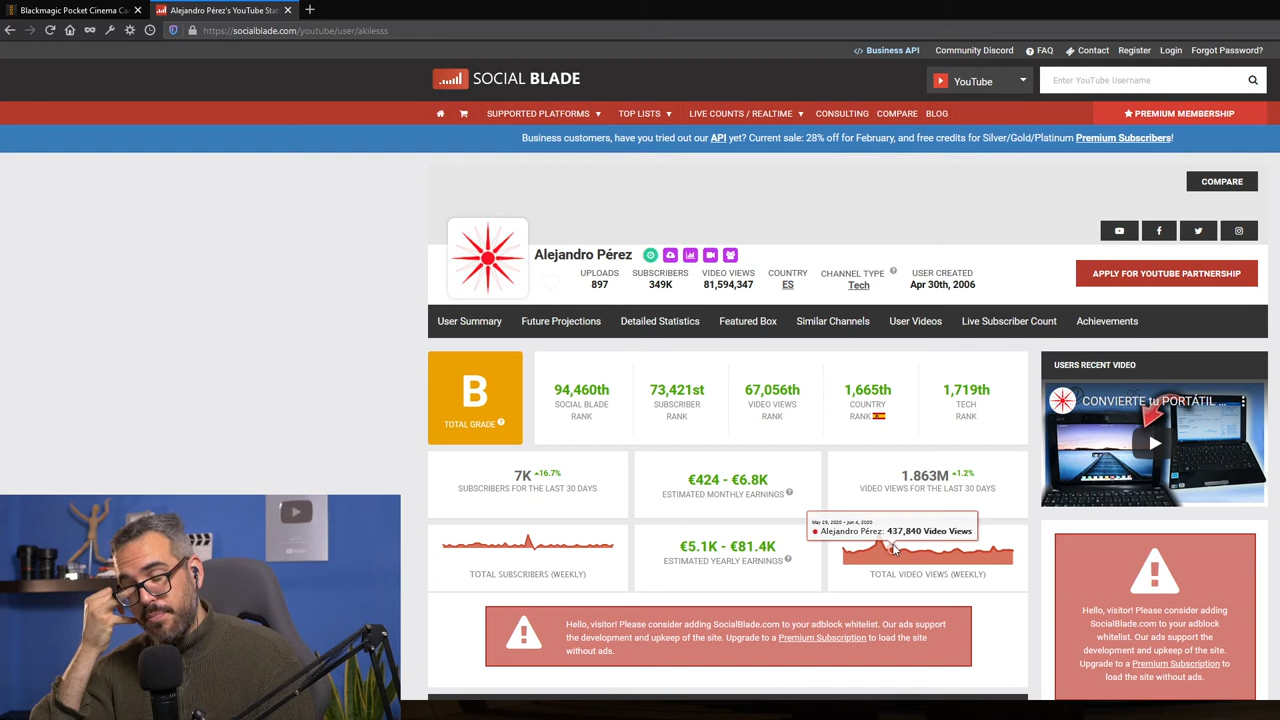 Blackmagic Pocket Cinema Ca
Alejandro Pérez's YouTube Sta
https://socialblade.com/youtube/user/akilesss
Business API Community Discord FAQ Contact Register Login Forgot Password?
SOCIAL BLADE
YouTube
Enter YouTube Username
SUPPORTED PLATFORMS TOP LISTS LIVE COUNTS / REALTIME CONSULTING COMPARE BLOG PREMIUM MEMBERSHIP
Business customers, have you tried out our API yet? Current sale: 28% off for February, and free credits for Silver/Gold/Platinum Premium Subscribers!
COMPARE
Alejandro Pérez
UPLOADS SUBSCRIBERS VIDEO VIEWS COUNTRY CHANNEL TYPE USER CREATED
897 349K 81,594,347 ES Tech Apr 30th, 2006
APPLY FOR YOUTUBE PARTNERSHIP
User Summary Future Projections Detailed Statistics Featured Box Similar Channels User Videos Live Subscriber Count Achievements
B
TOTAL GRADE
94,460th 73,421st 67,056th 1,665th 1,719th
SOCIAL BLADE SUBSCRIBER VIDEO VIEWS COUNTRY TECH
RANK RANK RANK RANK RANK
USERS RECENT VIDEO
CONVIERTE tu PORTÁTIL ...
7K 16.7%
SUBSCRIBERS FOR THE LAST 30 DAYS
€424 - €6.8K
ESTIMATED MONTHLY EARNINGS
1.863M 1.2%
VIDEO VIEWS FOR THE LAST 30 DAYS
May 29, 2020 - Jun 4, 2020
Alejandro Pérez: 437,840 Video Views
TOTAL SUBSCRIBERS (WEEKLY)
€5.1K - €81.4K
ESTIMATED YEARLY EARNINGS
TOTAL VIDEO VIEWS (WEEKLY)
Hello, visitor! Please consider adding SocialBlade.com to your adblock whitelist. Our ads support
the development and upkeep of the site. Upgrade to a Premium Subscription to load the site
without ads.
Hello, visitor! Please
consider adding
SocialBlade.com to your
adblock whitelist. Our ads
support the
development and upkeep
of the site.
Upgrade to a Premium
Subscription to
load the site without ads.